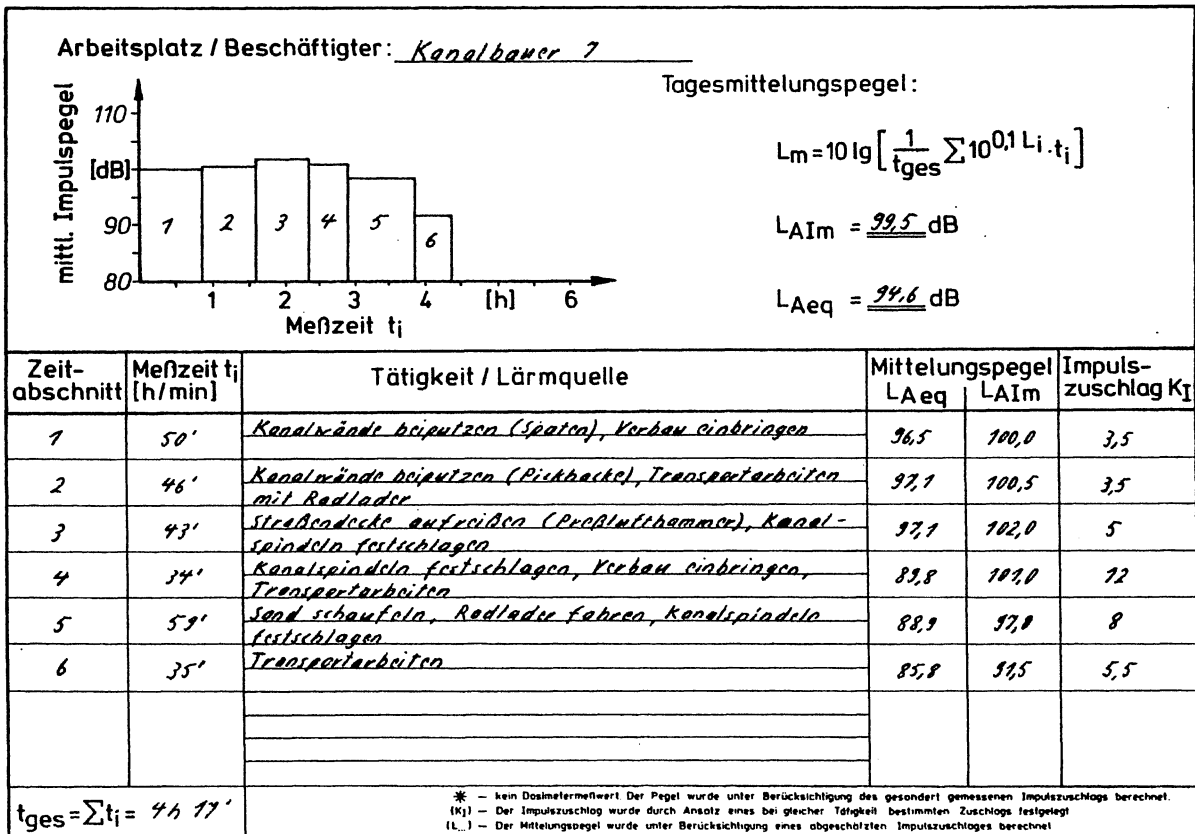 Arbeitsplatz / Beschäftigter: Kanalbauer 1
Tagesmittelungspegel:
mittl. Impulspegel
[dB]
110
90
80
1 2 3 4 5 6
1 2 3 4 [h] 6
Meßzeit ti
Lm = 10 lg [ 1/tges ∑ 10^0,1 Li · ti ]
LAIm = 99,5 dB
LAeq = 94,6 dB
Zeit- Meßzeit ti Tätigkeit / Lärmquelle Mittelungspegel Impuls-
abschnitt [h/min] LAeq LAIm zuschlag KI
1 50' Kanalwände beiputzen (Spaten), Verbau einbringen 96,5 100,0 3,5
2 46' Kanalwände beiputzen (Pickhacke), Transportarbeiten 97,1 100,5 3,5
mit Radlader
3 43' Straßendecke aufreißen (Preßlufthammer), Kanal- 97,1 102,0 5
spindeln festschlagen
4 34' Kanalspindeln festschlagen, Verbau einbringen, 89,8 101,0 12
Transportarbeiten
5 59' Sand schaufeln, Radlader fahren, Kanalspindeln 88,9 97,0 8
festschlagen
6 35' Transportarbeiten 85,8 91,5 5,5
tges = ∑ti = 4h 17'
* – kein Dosimetermeßwert. Der Pegel wurde unter Berücksichtigung des gesondert gemessenen Impulszuschlags berechnet.
(KI) – Der Impulszuschlag wurde durch Ansatz eines bei gleicher Tätigkeit bestimmten Zuschlags festgelegt
(L...) – Der Mittelungspegel wurde unter Berücksichtigung eines abgeschätzten Impulszuschlages berechnet